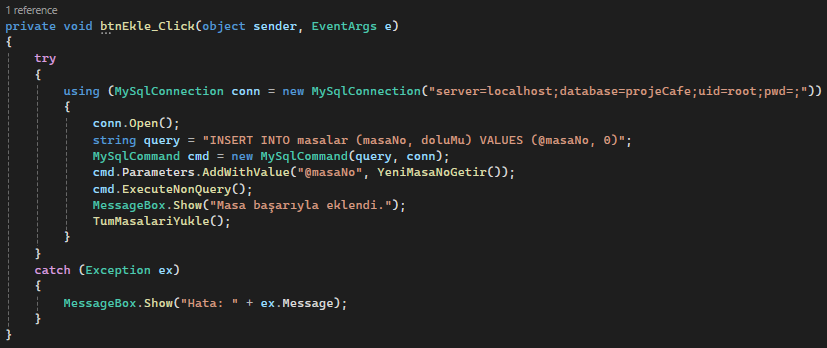 1 reference
private void btnEkle_Click(object sender, EventArgs e)
{
try
{
using (MySqlConnection conn = new MySqlConnection("server=localhost;database=projeCafe;uid=root;pwd=;"))
{
conn.Open();
string query = "INSERT INTO masalar (masaNo, doluMu) VALUES (@masaNo, 0)";
MySqlCommand cmd = new MySqlCommand(query, conn);
cmd.Parameters.AddWithValue("@masaNo", YeniMasaNoGetir());
cmd.ExecuteNonQuery();
MessageBox.Show("Masa başarıyla eklendi.");
TumMasalariYukle();
}
}
catch (Exception ex)
{
MessageBox.Show("Hata: " + ex.Message);
}
}